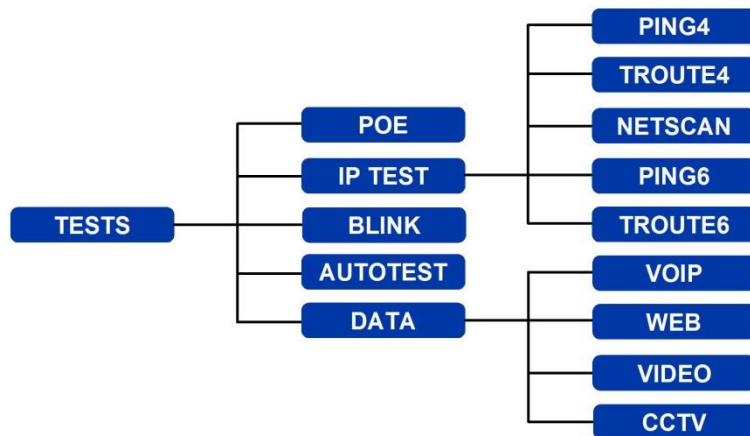 TESTS
POE
IP TEST
BLINK
AUTOTEST
DATA
PING4
TROUTE4
NETSCAN
PING6
TROUTE6
VOIP
WEB
VIDEO
CCTV